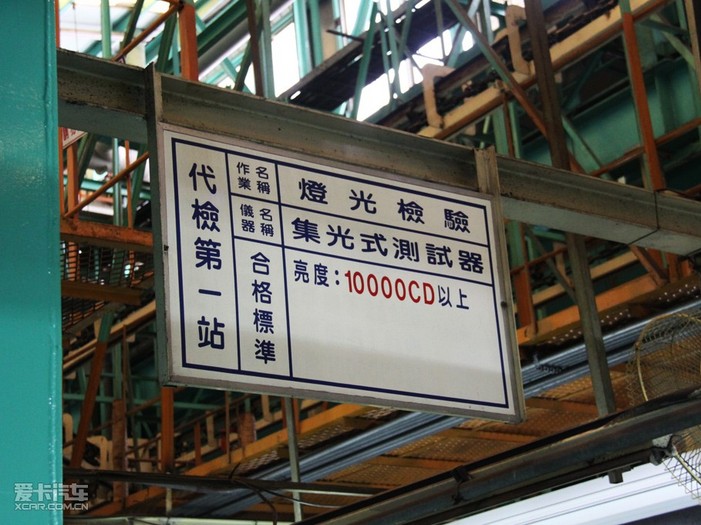 代檢第一站
作業名稱
燈光檢驗
儀器名稱
集光式測試器
合格標準
亮度：10000CD以上
爱卡汽车
XCAR.COM.CN